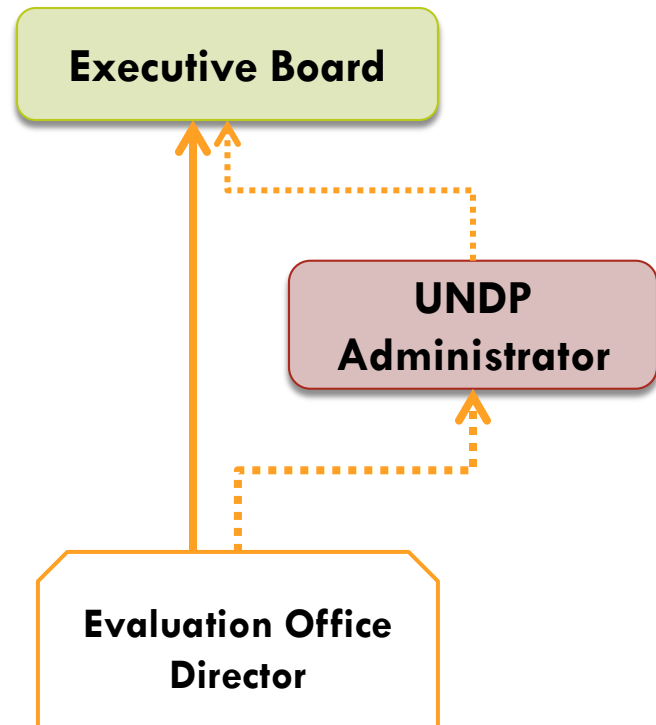 Executive Board
UNDP
Administrator
Evaluation Office
Director